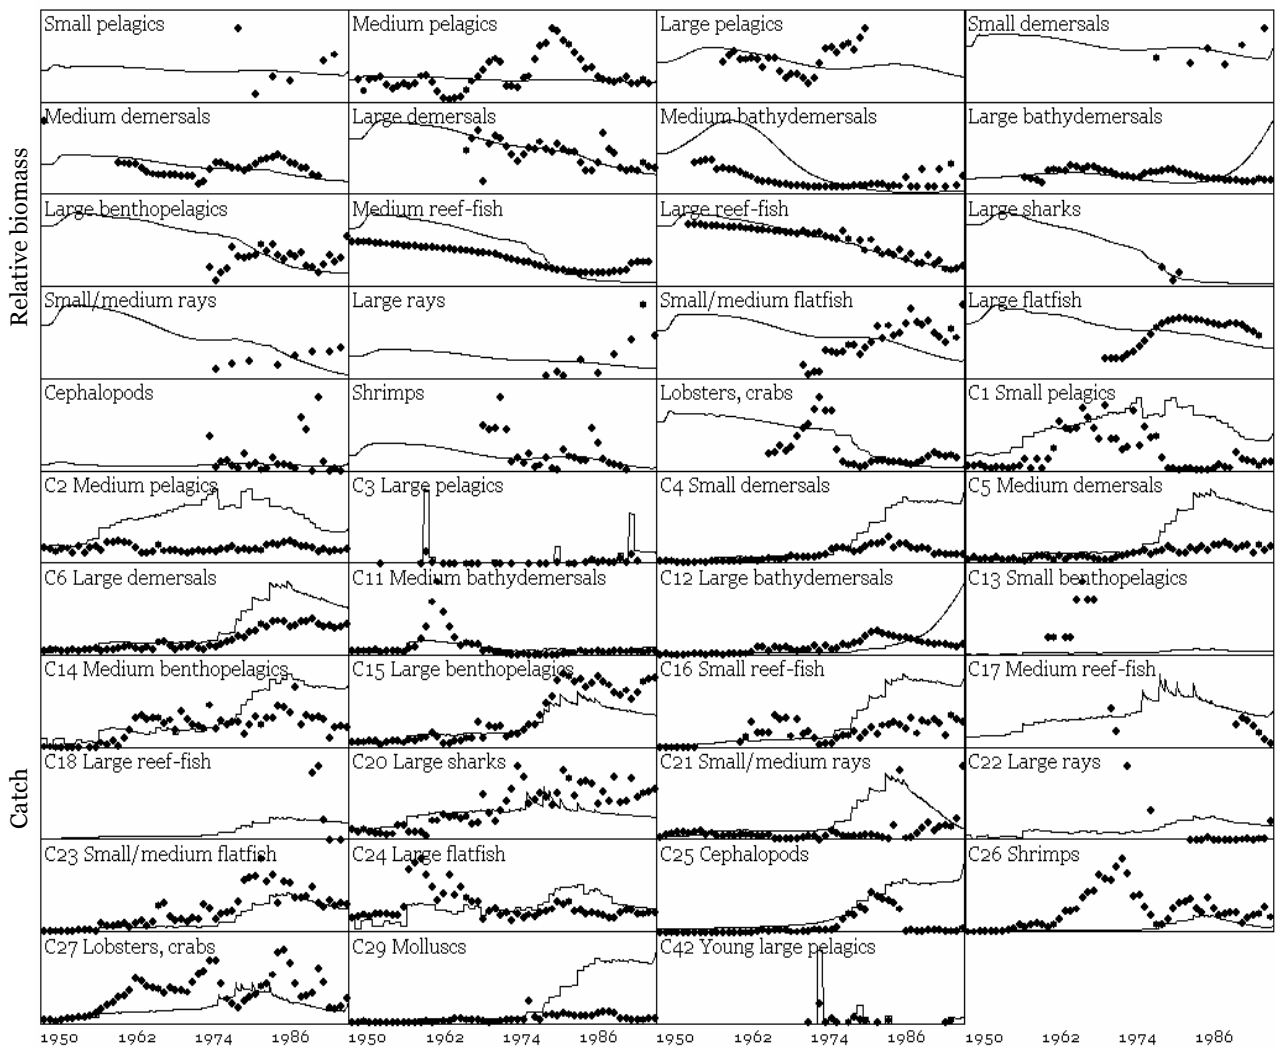 Small pelagics Medium pelagics Large pelagics Small demersals
Medium demersals Large demersals Medium bathydemersals Large bathydemersals
Large benthopelagics Medium reef-fish Large reef-fish Large sharks
Small/medium rays Large rays Small/medium flatfish Large flatfish
Cephalopods Shrimps Lobsters, crabs C1 Small pelagics
C2 Medium pelagics C3 Large pelagics C4 Small demersals C5 Medium demersals
C6 Large demersals C11 Medium bathydemersals C12 Large bathydemersals C13 Small benthopelagics
C14 Medium benthopelagics C15 Large benthopelagics C16 Small reef-fish C17 Medium reef-fish
C18 Large reef-fish C20 Large sharks C21 Small/medium rays C22 Large rays
C23 Small/medium flatfish C24 Large flatfish C25 Cephalopods C26 Shrimps
C27 Lobsters, crabs C29 Molluscs C42 Young large pelagics
1950 1962 1974 1986 1950 1962 1974 1986 1950 1962 1974 1986 1950 1962 1974 1986
Relative biomass
Catch